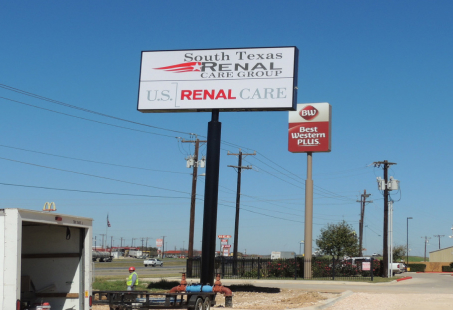 South Texas
RENAL
CARE GROUP
U.S. RENAL CARE
BW
Best
Western
PLUS